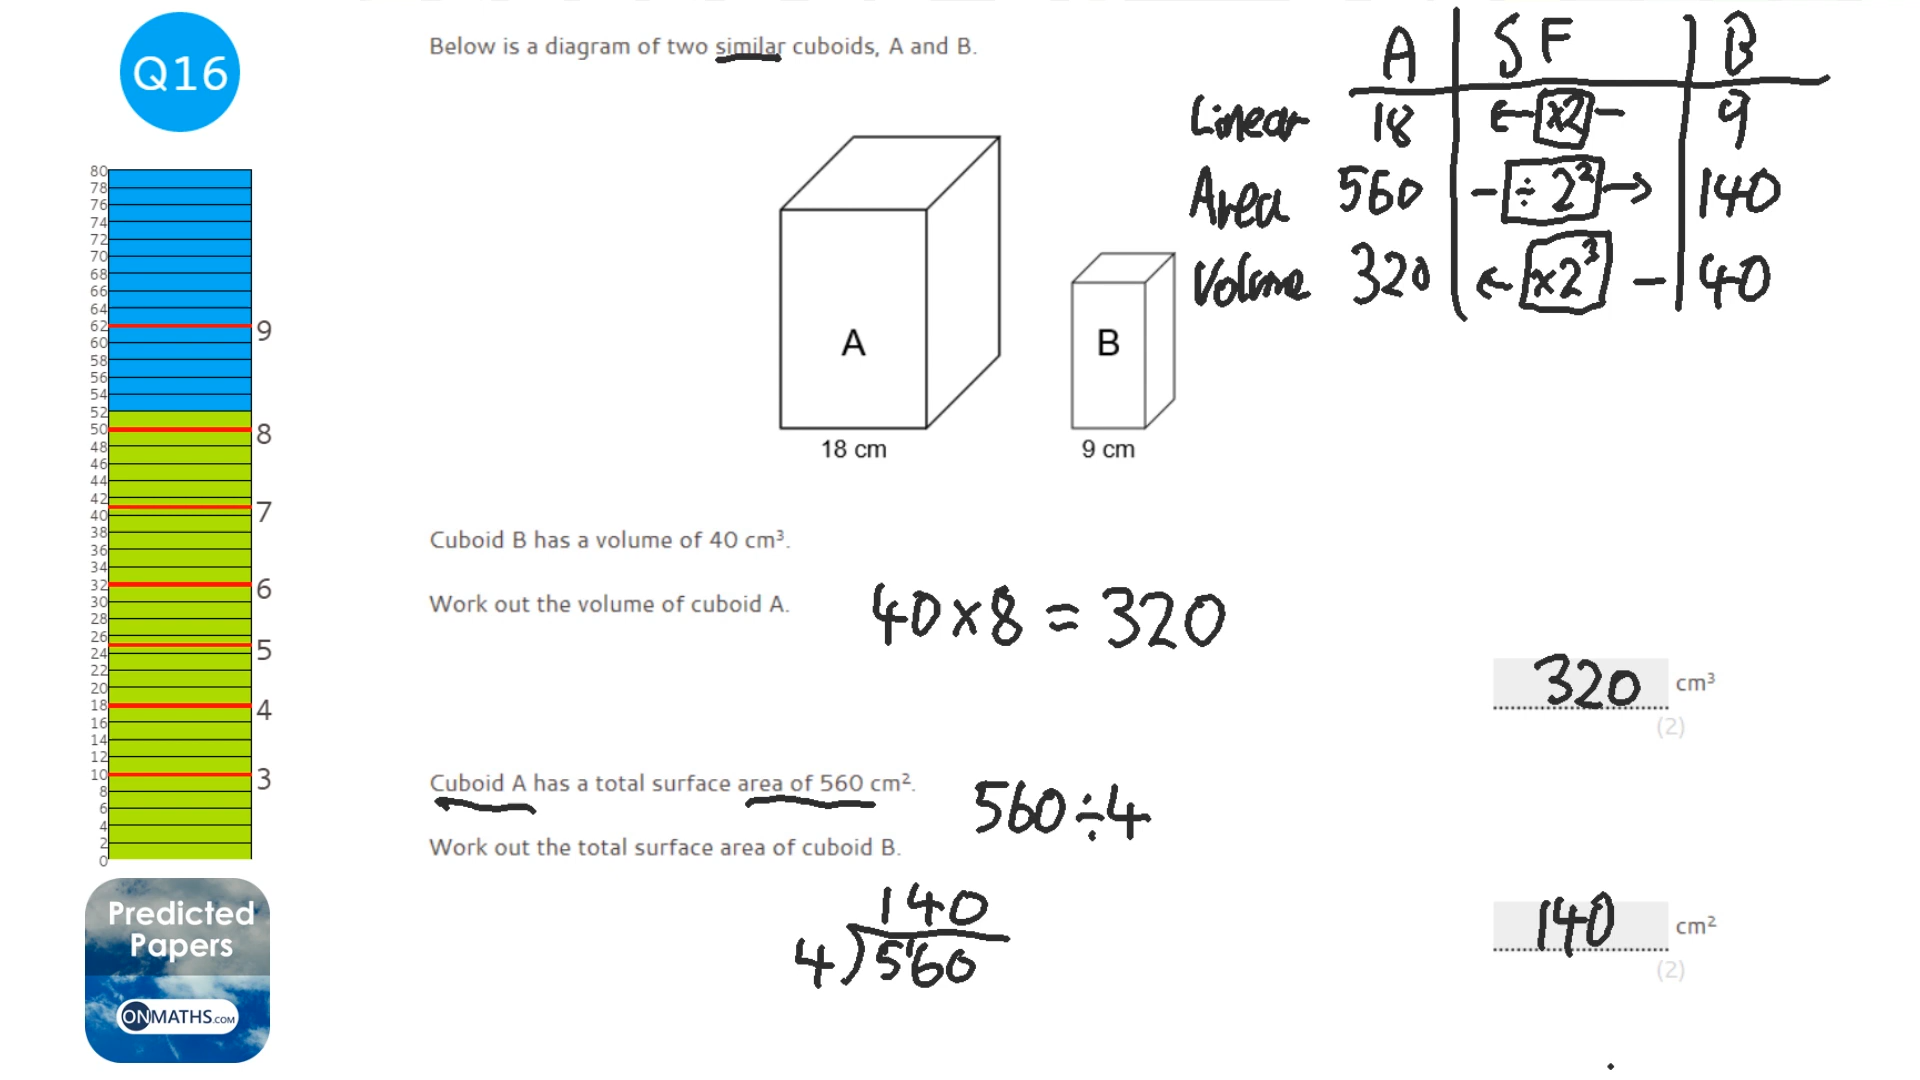 Q16
Below is a diagram of two similar cuboids, A and B.
A SF B
Linear 18 ←×2− 9
Area 560 −÷2²→ 140
Volume 320 ←×2³− 40
A
B
18 cm
9 cm
80
78
76
74
72
70
68
66
64
62
60
58
56
54
52
50
48
46
44
42
40
38
36
34
32
30
28
26
24
22
20
18
16
14
12
10
8
6
4
2
0
9
8
7
6
5
4
3
Cuboid B has a volume of 40 cm³.
Work out the volume of cuboid A.
40×8 = 320
320 cm³
(2)
Cuboid A has a total surface area of 560 cm².
560÷4
Work out the total surface area of cuboid B.
140
4)5¹60
140 cm²
(2)
Predicted
Papers
ONMATHS.COM